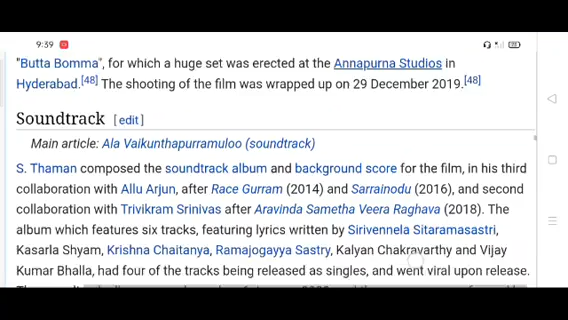 9:39
"Butta Bomma", for which a huge set was erected at the Annapurna Studios in
Hyderabad.[48] The shooting of the film was wrapped up on 29 December 2019.[48]
Soundtrack [edit]
Main article: Ala Vaikunthapurramuloo (soundtrack)
S. Thaman composed the soundtrack album and background score for the film, in his third
collaboration with Allu Arjun, after Race Gurram (2014) and Sarrainodu (2016), and second
collaboration with Trivikram Srinivas after Aravinda Sametha Veera Raghava (2018). The
album which features six tracks, featuring lyrics written by Sirivennela Sitaramasastri,
Kasarla Shyam, Krishna Chaitanya, Ramajogayya Sastry, Kalyan Chakravarthy and Vijay
Kumar Bhalla, had four of the tracks being released as singles, and went viral upon release.